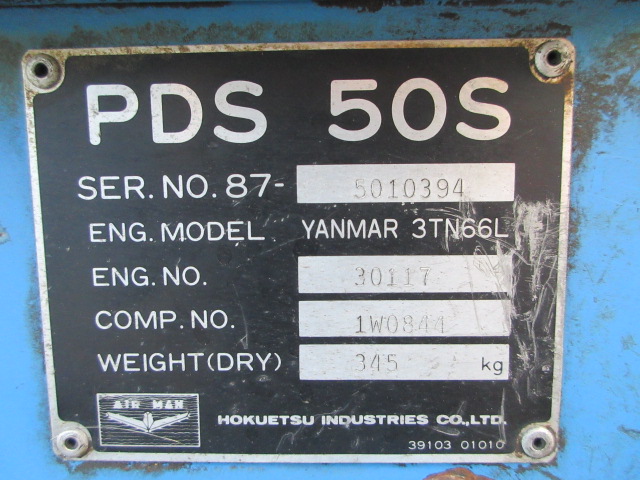 PDS 50S
SER. NO. 87- 5010394
ENG. MODEL YANMAR 3TN66L
ENG. NO. 30117
COMP. NO. 1W0844
WEIGHT(DRY) 345 kg
AIR MAN
HOKUETSU INDUSTRIES CO.,LTD.
39103 01010